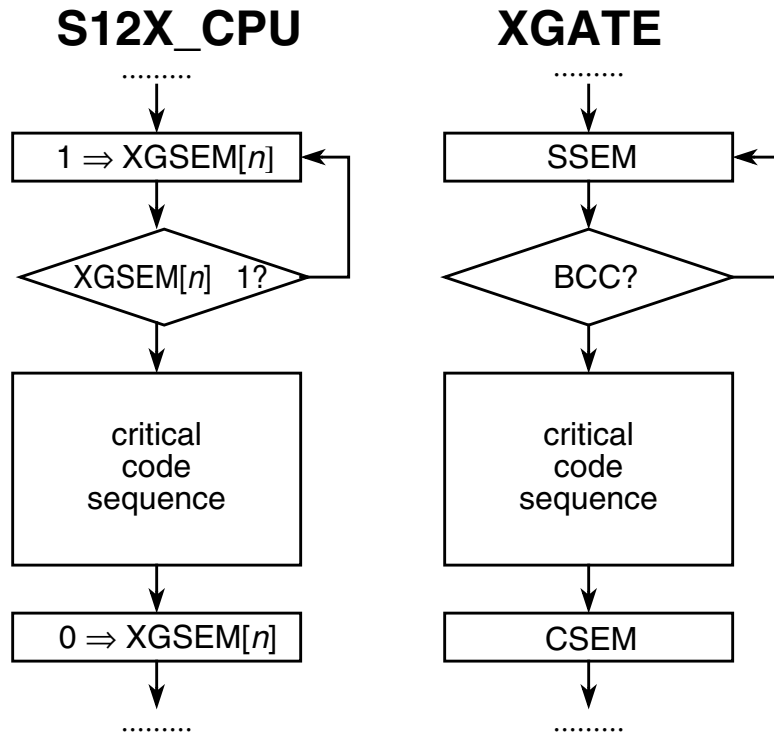 S12X_CPU
.........
1 ⇒ XGSEM[n]
XGSEM[n] 1?
critical
code
sequence
0 ⇒ XGSEM[n]
.........
XGATE
.........
SSEM
BCC?
critical
code
sequence
CSEM
.........